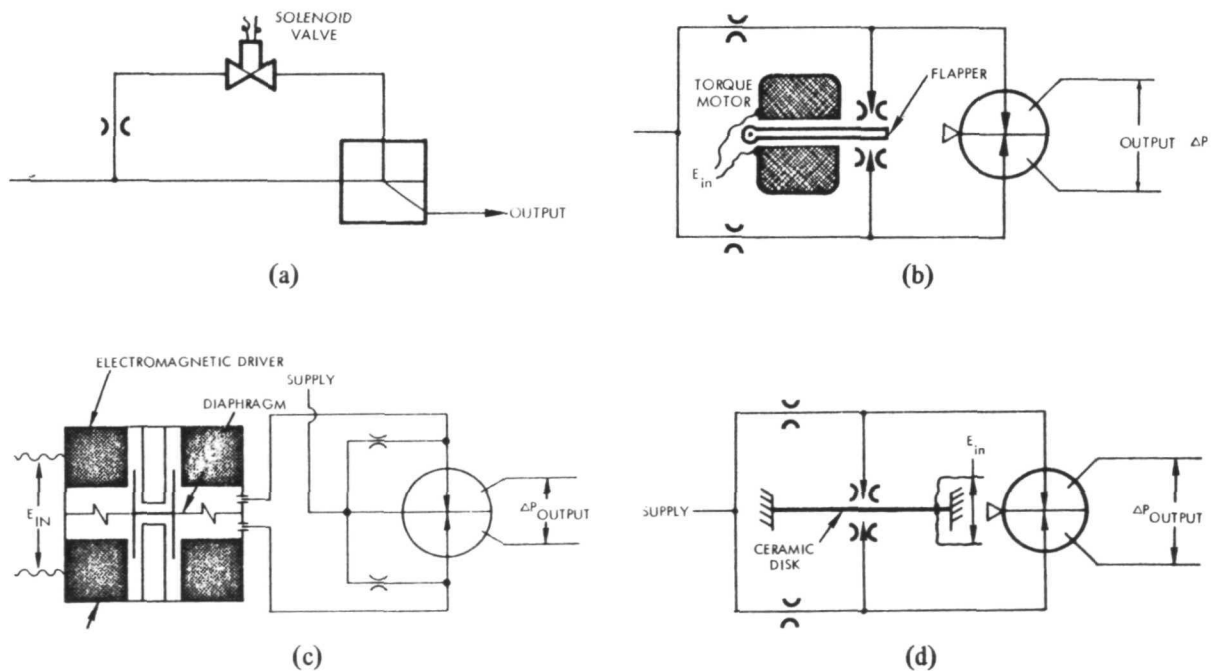 SOLENOID
VALVE
OUTPUT
(a)
TORQUE
MOTOR
FLAPPER
E in
OUTPUT ΔP
(b)
ELECTROMAGNETIC DRIVER
DIAPHRAGM
SUPPLY
E IN
ΔP OUTPUT
(c)
SUPPLY
CERAMIC
DISK
E in
ΔP OUTPUT
(d)